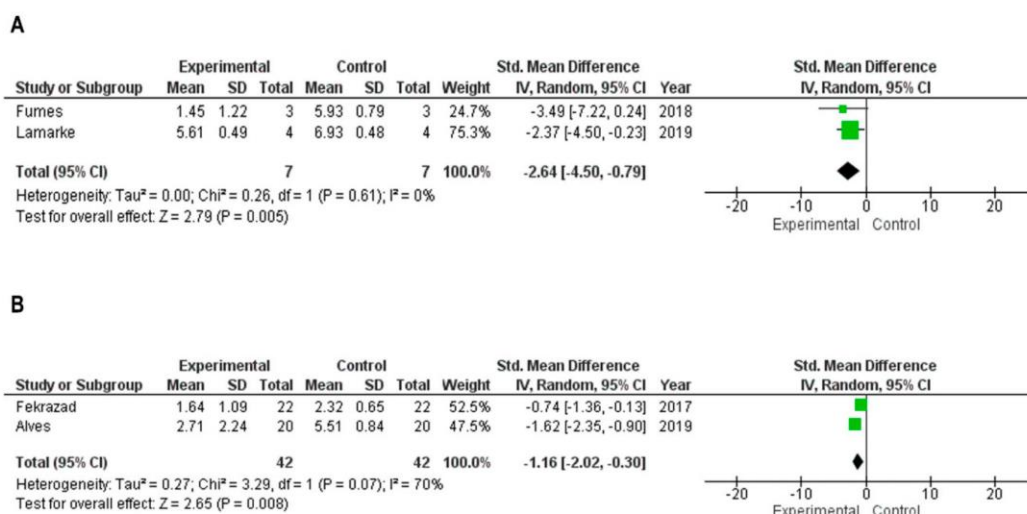 A
Experimental Control Std. Mean Difference Std. Mean Difference
Study or Subgroup Mean SD Total Mean SD Total Weight IV, Random, 95% CI Year IV, Random, 95% CI
Fumes 1.45 1.22 3 5.93 0.79 3 24.7% -3.49 [-7.22, 0.24] 2018
Lamarke 5.61 0.49 4 6.93 0.48 4 75.3% -2.37 [-4.50, -0.23] 2019
Total (95% CI) 7 7 100.0% -2.64 [-4.50, -0.79]
Heterogeneity: Tau² = 0.00; Chi² = 0.26, df = 1 (P = 0.61); I² = 0%
Test for overall effect: Z = 2.79 (P = 0.005)
-20 -10 0 10 20
Experimental Control
B
Experimental Control Std. Mean Difference Std. Mean Difference
Study or Subgroup Mean SD Total Mean SD Total Weight IV, Random, 95% CI Year IV, Random, 95% CI
Fekrazad 1.64 1.09 22 2.32 0.65 22 52.5% -0.74 [-1.36, -0.13] 2017
Alves 2.71 2.24 20 5.51 0.84 20 47.5% -1.62 [-2.35, -0.90] 2019
Total (95% CI) 42 42 100.0% -1.16 [-2.02, -0.30]
Heterogeneity: Tau² = 0.27; Chi² = 3.29, df = 1 (P = 0.07); I² = 70%
Test for overall effect: Z = 2.65 (P = 0.008)
-20 -10 0 10 20
Experimental Control